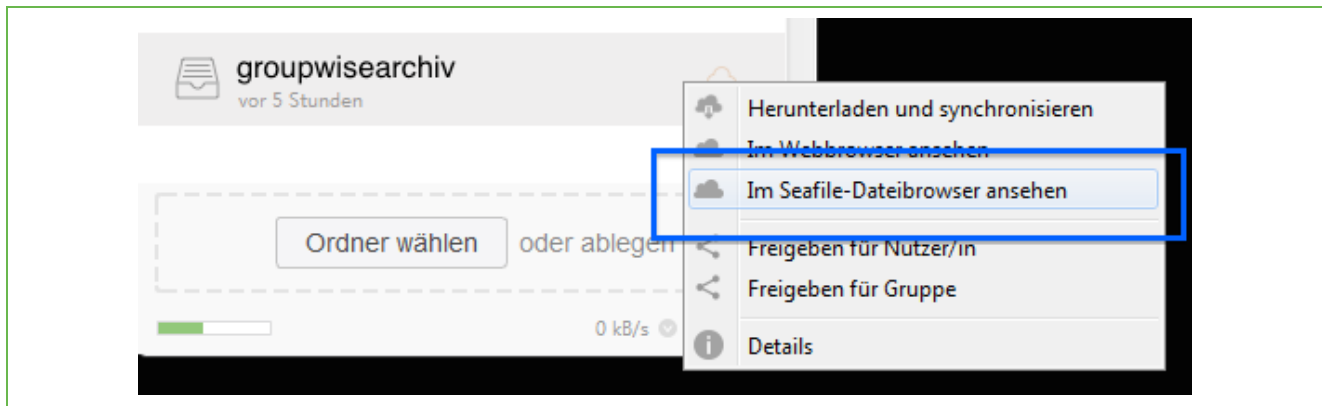 groupwisearchiv
vor 5 Stunden
Herunterladen und synchronisieren
Im Webbrowser ansehen
Im Seafile-Dateibrowser ansehen
Ordner wählen oder ablegen
Freigeben für Nutzer/in
Freigeben für Gruppe
0 kB/s
Details